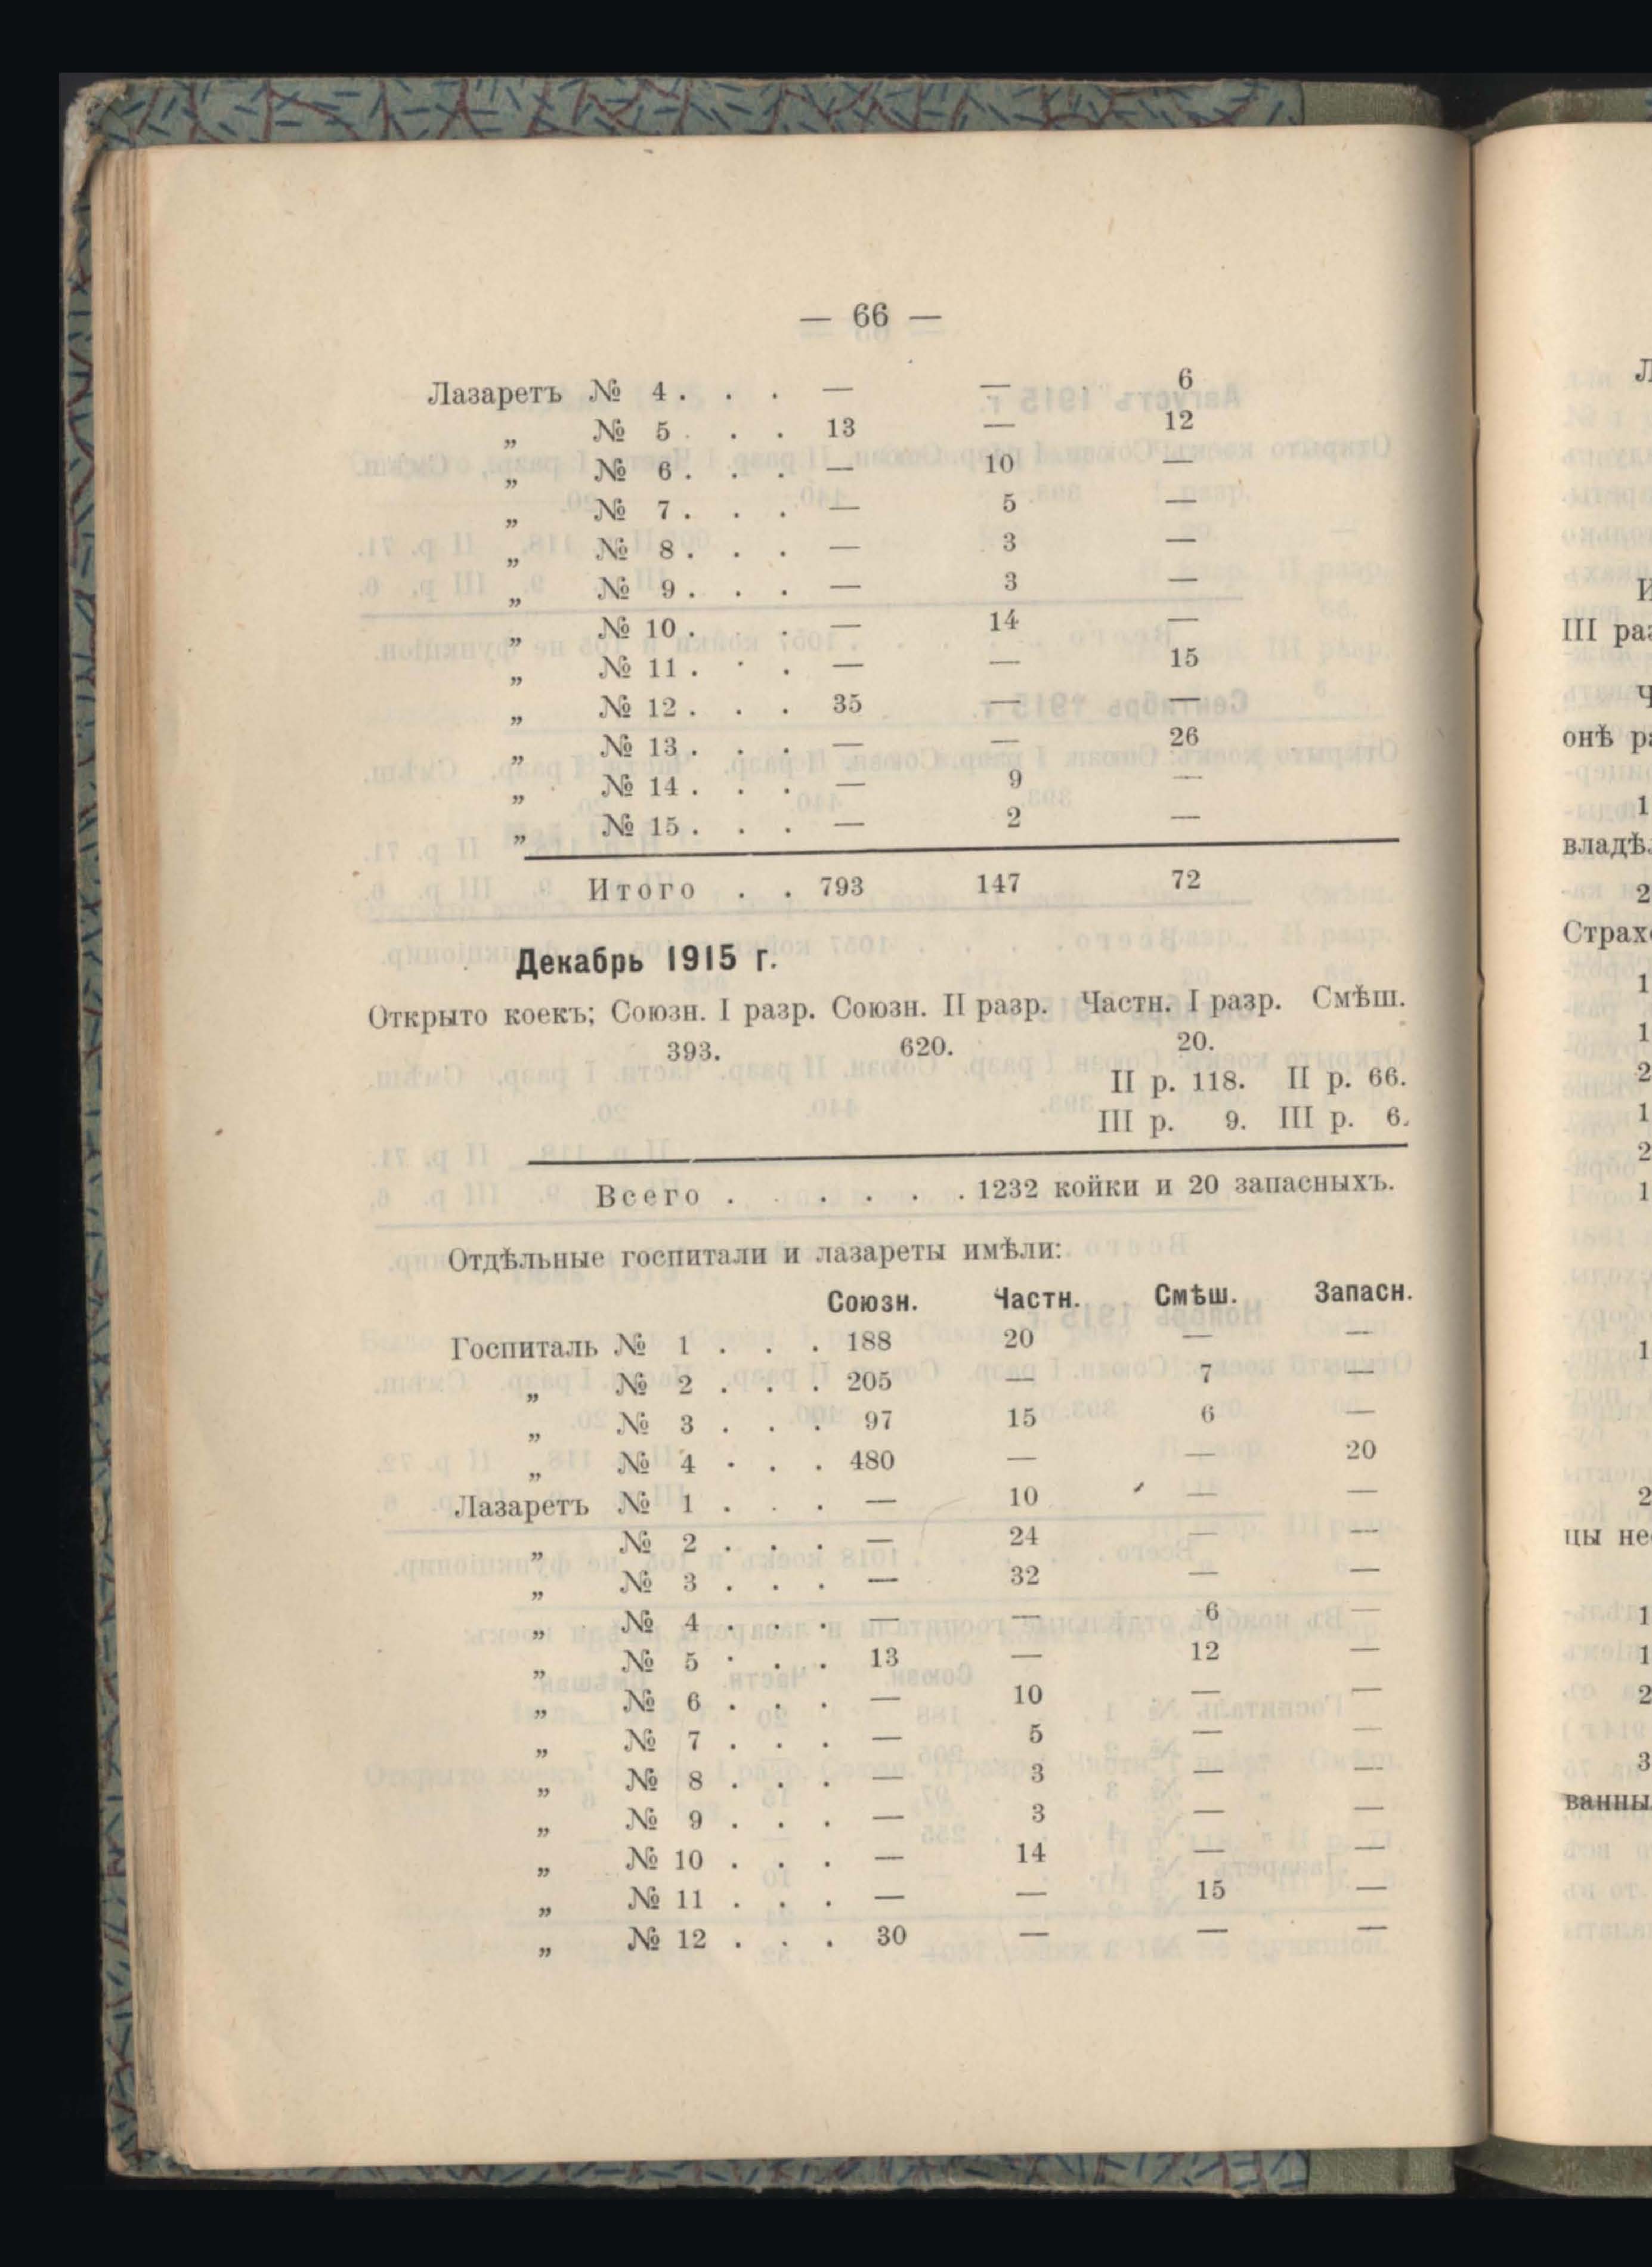 — 66 —
Лазаретъ № 4 . . . — — 6
„ № 5 . . . 13 — 12
„ № 6 . . . — 10 —
„ № 7 . . . — 5 —
„ № 8 . . . — 3 —
„ № 9 . . . — 3 —
„ № 10 . . . — 14 —
„ № 11 . . . — — 15
„ № 12 . . . 35 — —
„ № 13 . . . — — 26
„ № 14 . . . — 9 —
„ № 15 . . . — 2 —
Итого . . 793 147 72
Декабрь 1915 г.
Открыто коекъ; Союзн. I разр. Союзн. II разр. Частн. I разр. Смѣш.
393. 620. 20.
II р. 118. II р. 66.
III р. 9. III р. 6.
Всего . . . . . . 1232 койки и 20 запасныхъ.
Отдѣльные госпитали и лазареты имѣли:
Союзн. Частн. Смѣш. Запасн.
Госпиталь № 1 . . . 188 20 — —
„ № 2 . . . 205 — 7 —
„ № 3 . . . 97 15 6 —
„ № 4 . . . 480 — — 20
Лазаретъ № 1 . . . — 10 — —
„ № 2 . . . — 24 — —
„ № 3 . . . — 32 — —
„ № 4 . . . — — 6 —
„ № 5 . . . 13 — 12 —
„ № 6 . . . — 10 — —
„ № 7 . . . — 5 — —
„ № 8 . . . — 3 — —
„ № 9 . . . — 3 — —
„ № 10 . . . — 14 — —
„ № 11 . . . — — 15 —
„ № 12 . . . 30 — — —
III
онѣ